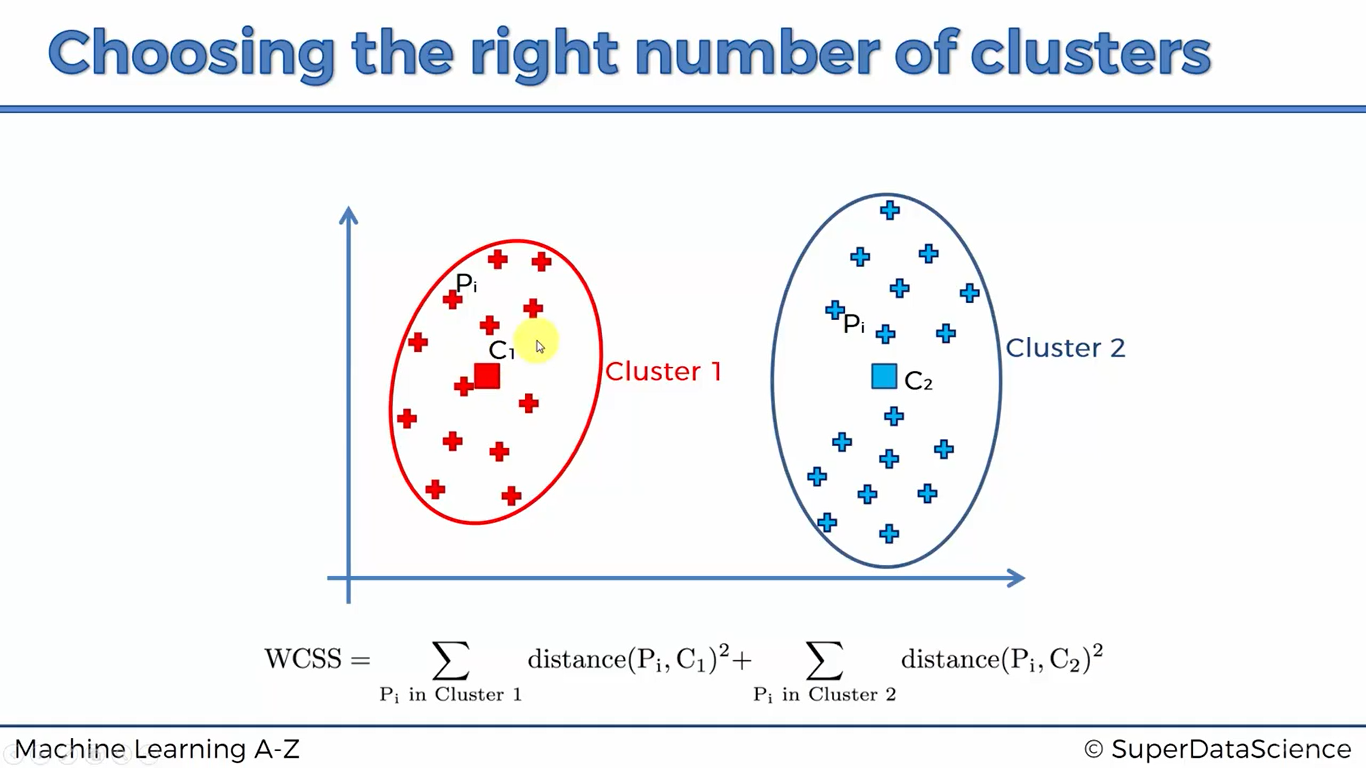 Choosing the right number of clusters
Pᵢ
C₁
Cluster 1
Pᵢ
Cluster 2
C₂
WCSS = ∑ distance(Pᵢ, C₁)² + ∑ distance(Pᵢ, C₂)²
Pᵢ in Cluster 1 Pᵢ in Cluster 2
Machine Learning A-Z
© SuperDataScience